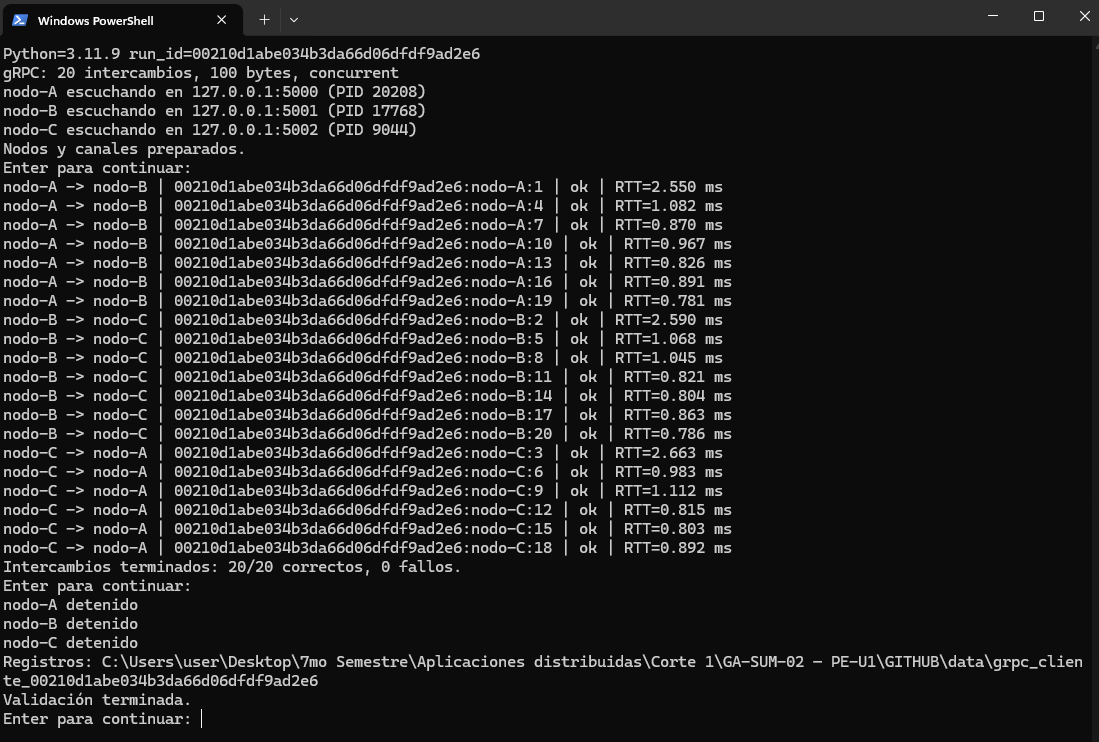 Windows PowerShell
Python=3.11.9 run_id=00210d1abe034b3da66d06dfdf9ad2e6
gRPC: 20 intercambios, 100 bytes, concurrent
nodo-A escuchando en 127.0.0.1:5000 (PID 20208)
nodo-B escuchando en 127.0.0.1:5001 (PID 17768)
nodo-C escuchando en 127.0.0.1:5002 (PID 9044)
Nodos y canales preparados.
Enter para continuar:
nodo-A -> nodo-B | 00210d1abe034b3da66d06dfdf9ad2e6:nodo-A:1 | ok | RTT=2.550 ms
nodo-A -> nodo-B | 00210d1abe034b3da66d06dfdf9ad2e6:nodo-A:4 | ok | RTT=1.082 ms
nodo-A -> nodo-B | 00210d1abe034b3da66d06dfdf9ad2e6:nodo-A:7 | ok | RTT=0.870 ms
nodo-A -> nodo-B | 00210d1abe034b3da66d06dfdf9ad2e6:nodo-A:10 | ok | RTT=0.967 ms
nodo-A -> nodo-B | 00210d1abe034b3da66d06dfdf9ad2e6:nodo-A:13 | ok | RTT=0.826 ms
nodo-A -> nodo-B | 00210d1abe034b3da66d06dfdf9ad2e6:nodo-A:16 | ok | RTT=0.891 ms
nodo-A -> nodo-B | 00210d1abe034b3da66d06dfdf9ad2e6:nodo-A:19 | ok | RTT=0.781 ms
nodo-B -> nodo-C | 00210d1abe034b3da66d06dfdf9ad2e6:nodo-B:2 | ok | RTT=2.590 ms
nodo-B -> nodo-C | 00210d1abe034b3da66d06dfdf9ad2e6:nodo-B:5 | ok | RTT=1.068 ms
nodo-B -> nodo-C | 00210d1abe034b3da66d06dfdf9ad2e6:nodo-B:8 | ok | RTT=1.045 ms
nodo-B -> nodo-C | 00210d1abe034b3da66d06dfdf9ad2e6:nodo-B:11 | ok | RTT=0.821 ms
nodo-B -> nodo-C | 00210d1abe034b3da66d06dfdf9ad2e6:nodo-B:14 | ok | RTT=0.804 ms
nodo-B -> nodo-C | 00210d1abe034b3da66d06dfdf9ad2e6:nodo-B:17 | ok | RTT=0.863 ms
nodo-B -> nodo-C | 00210d1abe034b3da66d06dfdf9ad2e6:nodo-B:20 | ok | RTT=0.786 ms
nodo-C -> nodo-A | 00210d1abe034b3da66d06dfdf9ad2e6:nodo-C:3 | ok | RTT=2.663 ms
nodo-C -> nodo-A | 00210d1abe034b3da66d06dfdf9ad2e6:nodo-C:6 | ok | RTT=0.983 ms
nodo-C -> nodo-A | 00210d1abe034b3da66d06dfdf9ad2e6:nodo-C:9 | ok | RTT=1.112 ms
nodo-C -> nodo-A | 00210d1abe034b3da66d06dfdf9ad2e6:nodo-C:12 | ok | RTT=0.815 ms
nodo-C -> nodo-A | 00210d1abe034b3da66d06dfdf9ad2e6:nodo-C:15 | ok | RTT=0.803 ms
nodo-C -> nodo-A | 00210d1abe034b3da66d06dfdf9ad2e6:nodo-C:18 | ok | RTT=0.892 ms
Intercambios terminados: 20/20 correctos, 0 fallos.
Enter para continuar:
nodo-A detenido
nodo-B detenido
nodo-C detenido
Registros: C:\Users\user\Desktop\7mo Semestre\Aplicaciones distribuidas\Corte 1\GA-SUM-02 – PE-U1\GITHUB\data\grpc_clien
te_00210d1abe034b3da66d06dfdf9ad2e6
Validación terminada.
Enter para continuar: